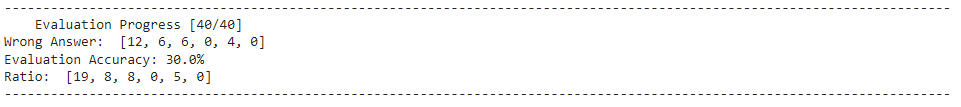 Evaluation Progress [40/40]
Wrong Answer: [12, 6, 6, 0, 4, 0]
Evaluation Accuracy: 30.0%
Ratio: [19, 8, 8, 0, 5, 0]